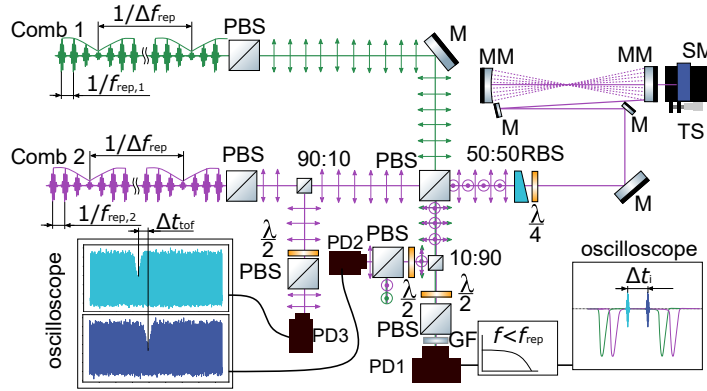 Comb 1
1/Δf_rep
PBS
M
1/f_rep,1
MM
MM
SM
M
M
TS
Comb 2
1/Δf_rep
PBS
90:10
PBS
50:50RBS
M
1/f_rep,2
Δt_tof
λ/2
PD2
PBS
λ/4
oscilloscope
PBS
10:90
oscilloscope
λ/2
λ/2
Δt_i
PBS
GF
f<f_rep
PD3
PD1